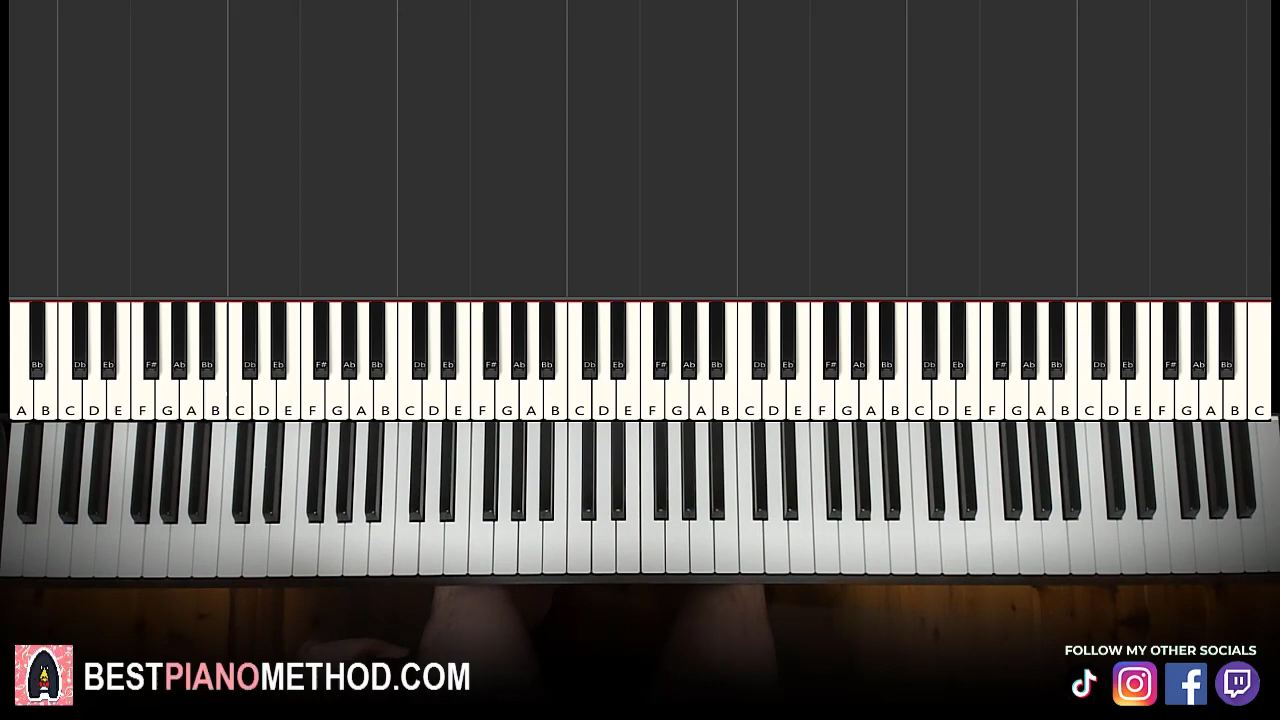 Bb Db Eb F# Ab Bb Db Eb F# Ab Bb Db Eb F# Ab Bb Db Eb F# Ab Bb Db Eb F# Ab Bb Db Eb F# Ab Bb Db Eb F# Ab Bb
A B C D E F G A B C D E F G A B C D E F G A B C D E F G A B C D E F G A B C D E F G A B C D E F G A B C
FOLLOW MY OTHER SOCIALS
BESTPIANOMETHOD.COM